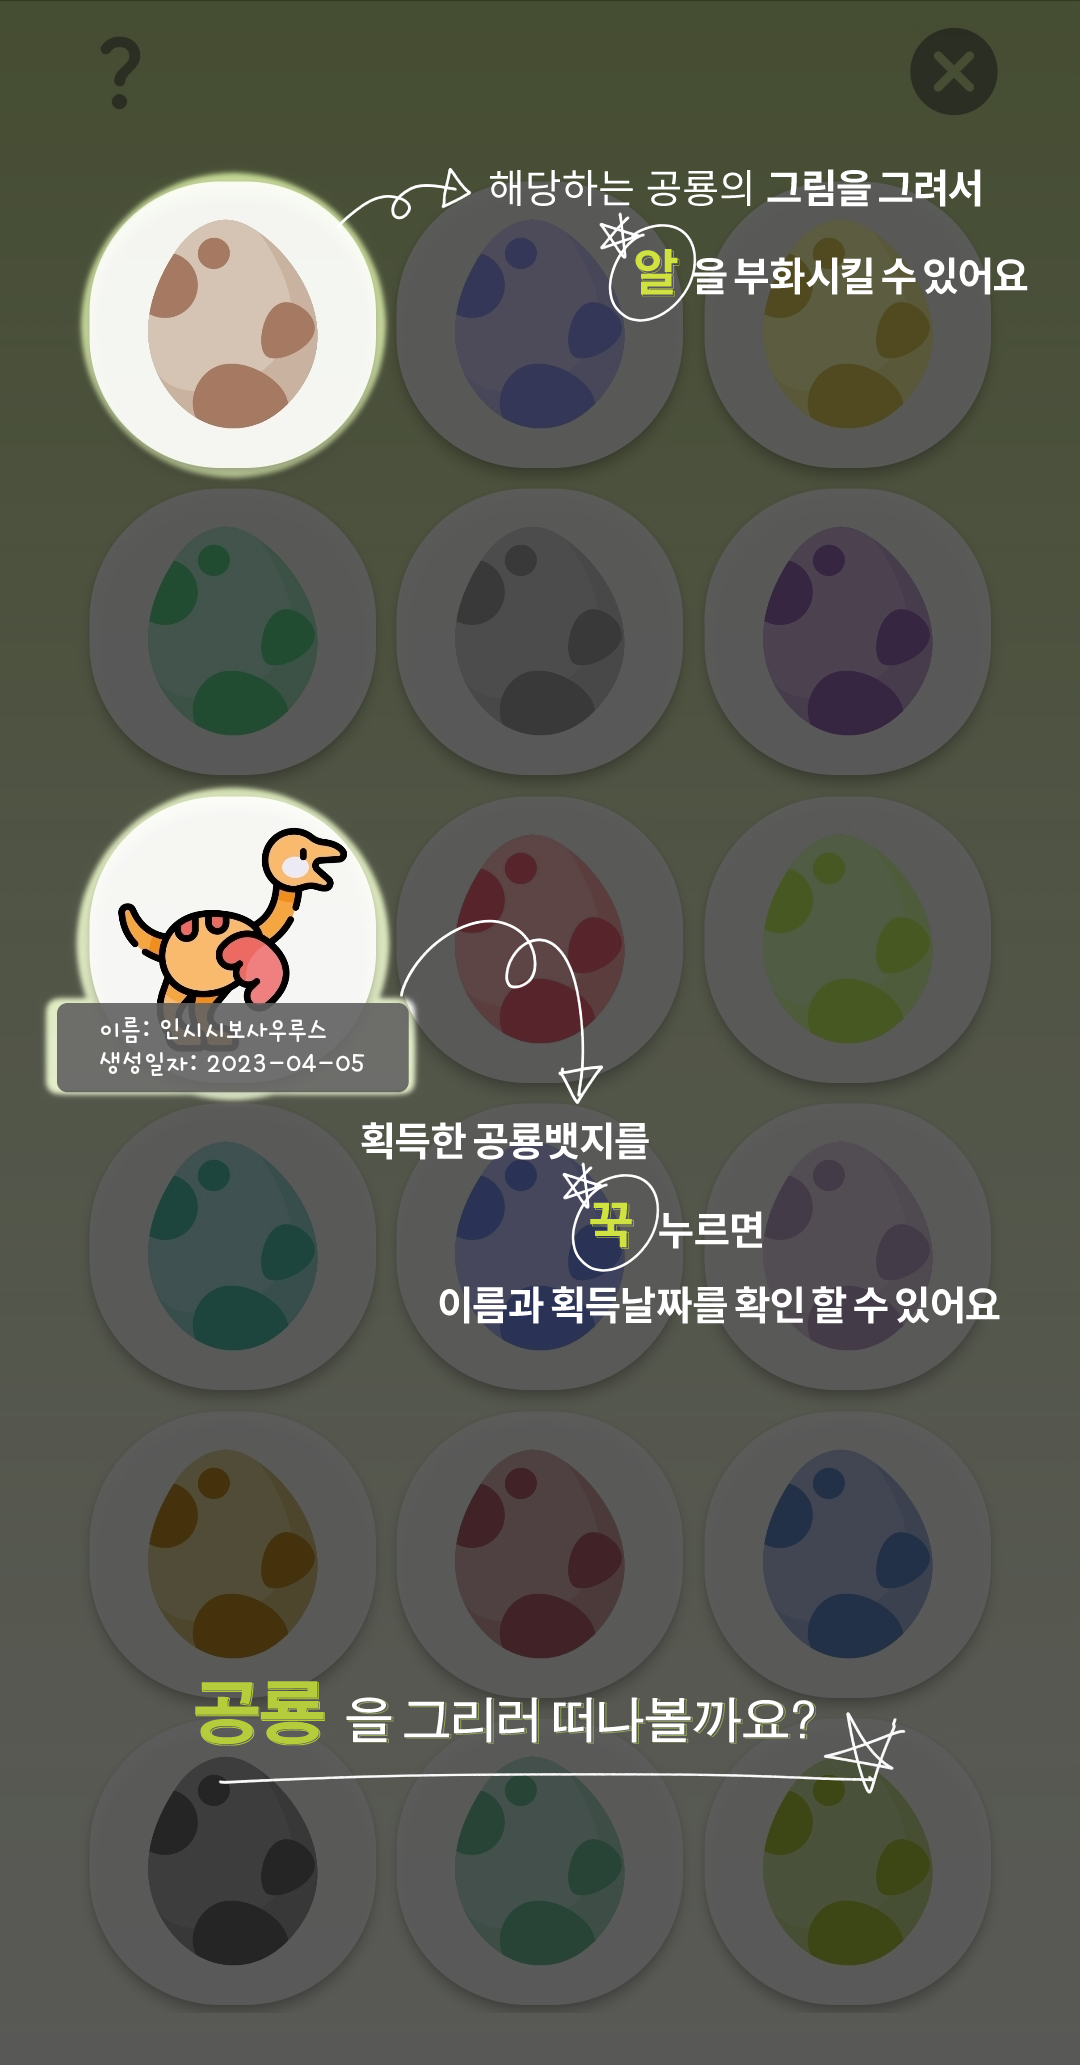 ?
해당하는 공룡의 그림을 그려서
알을 부화시킬 수 있어요
이름: 인시시보사우루스
생성일자: 2023-04-05
획득한 공룡뱃지를
꾹 누르면
이름과 획득날짜를 확인 할 수 있어요
공룡을 그리러 떠나볼까요?